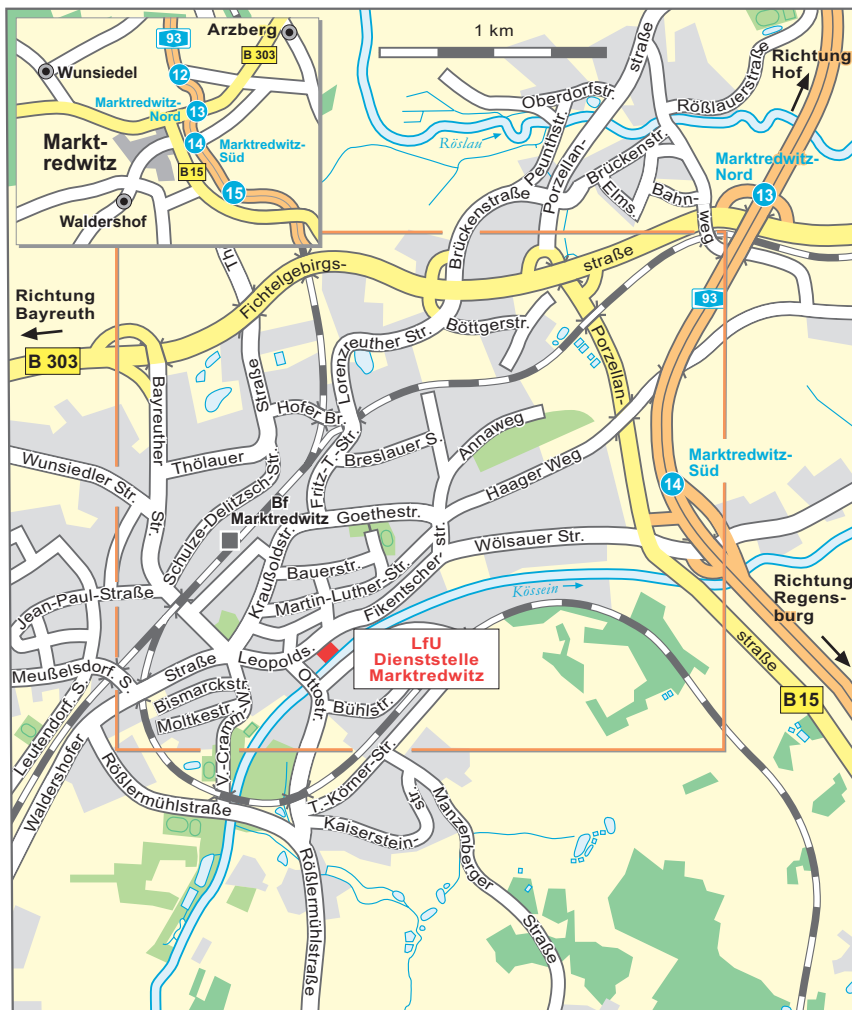 Arzberg
93
B 303
Wunsiedel
12
Marktredwitz-
Nord
13
Markt-
redwitz
14
Marktredwitz-
Süd
B 15
15
Waldershof
1 km
Richtung
Hof
Oberdorfstr.
Porzellan-
straße
Rößlauerstraße
Röslau
Peunthstr.
Brückenstr.
Elms.
Bahn-
weg
Marktredwitz-
Nord
13
Brückenstraße
Th
Fichtelgebirgs-
straße
Richtung
Bayreuth
B 303
93
Lorenzreuther Str.
Böttgerstr.
Porzellan-
straße
Bayreuther
Str.
Thölauer
Straße
Hofer Br.
Fritz-T.-Str.
Breslauer S.
Annaweg
Haager Weg
Wunsiedler Str.
Schulze-Delitzsch-Str.
Marktredwitz-
Süd
14
Bf
Marktredwitz
Goethestr.
Wölsauer Str.
Kraußoldstr.
Bauerstr.
Martin-Luther-Str.
Fikentscher
str.
Kössein
Richtung
Regens-
burg
Jean-Paul-Straße
Leopolds.
LfU
Dienststelle
Marktredwitz
Meußelsdorf. S.
Waldershofer
Straße
Leutendorf. S.
Bismarckstr.
Moltkestr.
V.-Cramm-W.
Ottostr.
Bühlstr.
B 15
T.-Körner-Str.
Rößlermühlstraße
Kaiserstein-
str.
Manzenberger
Straße
Rößlermühlstraße